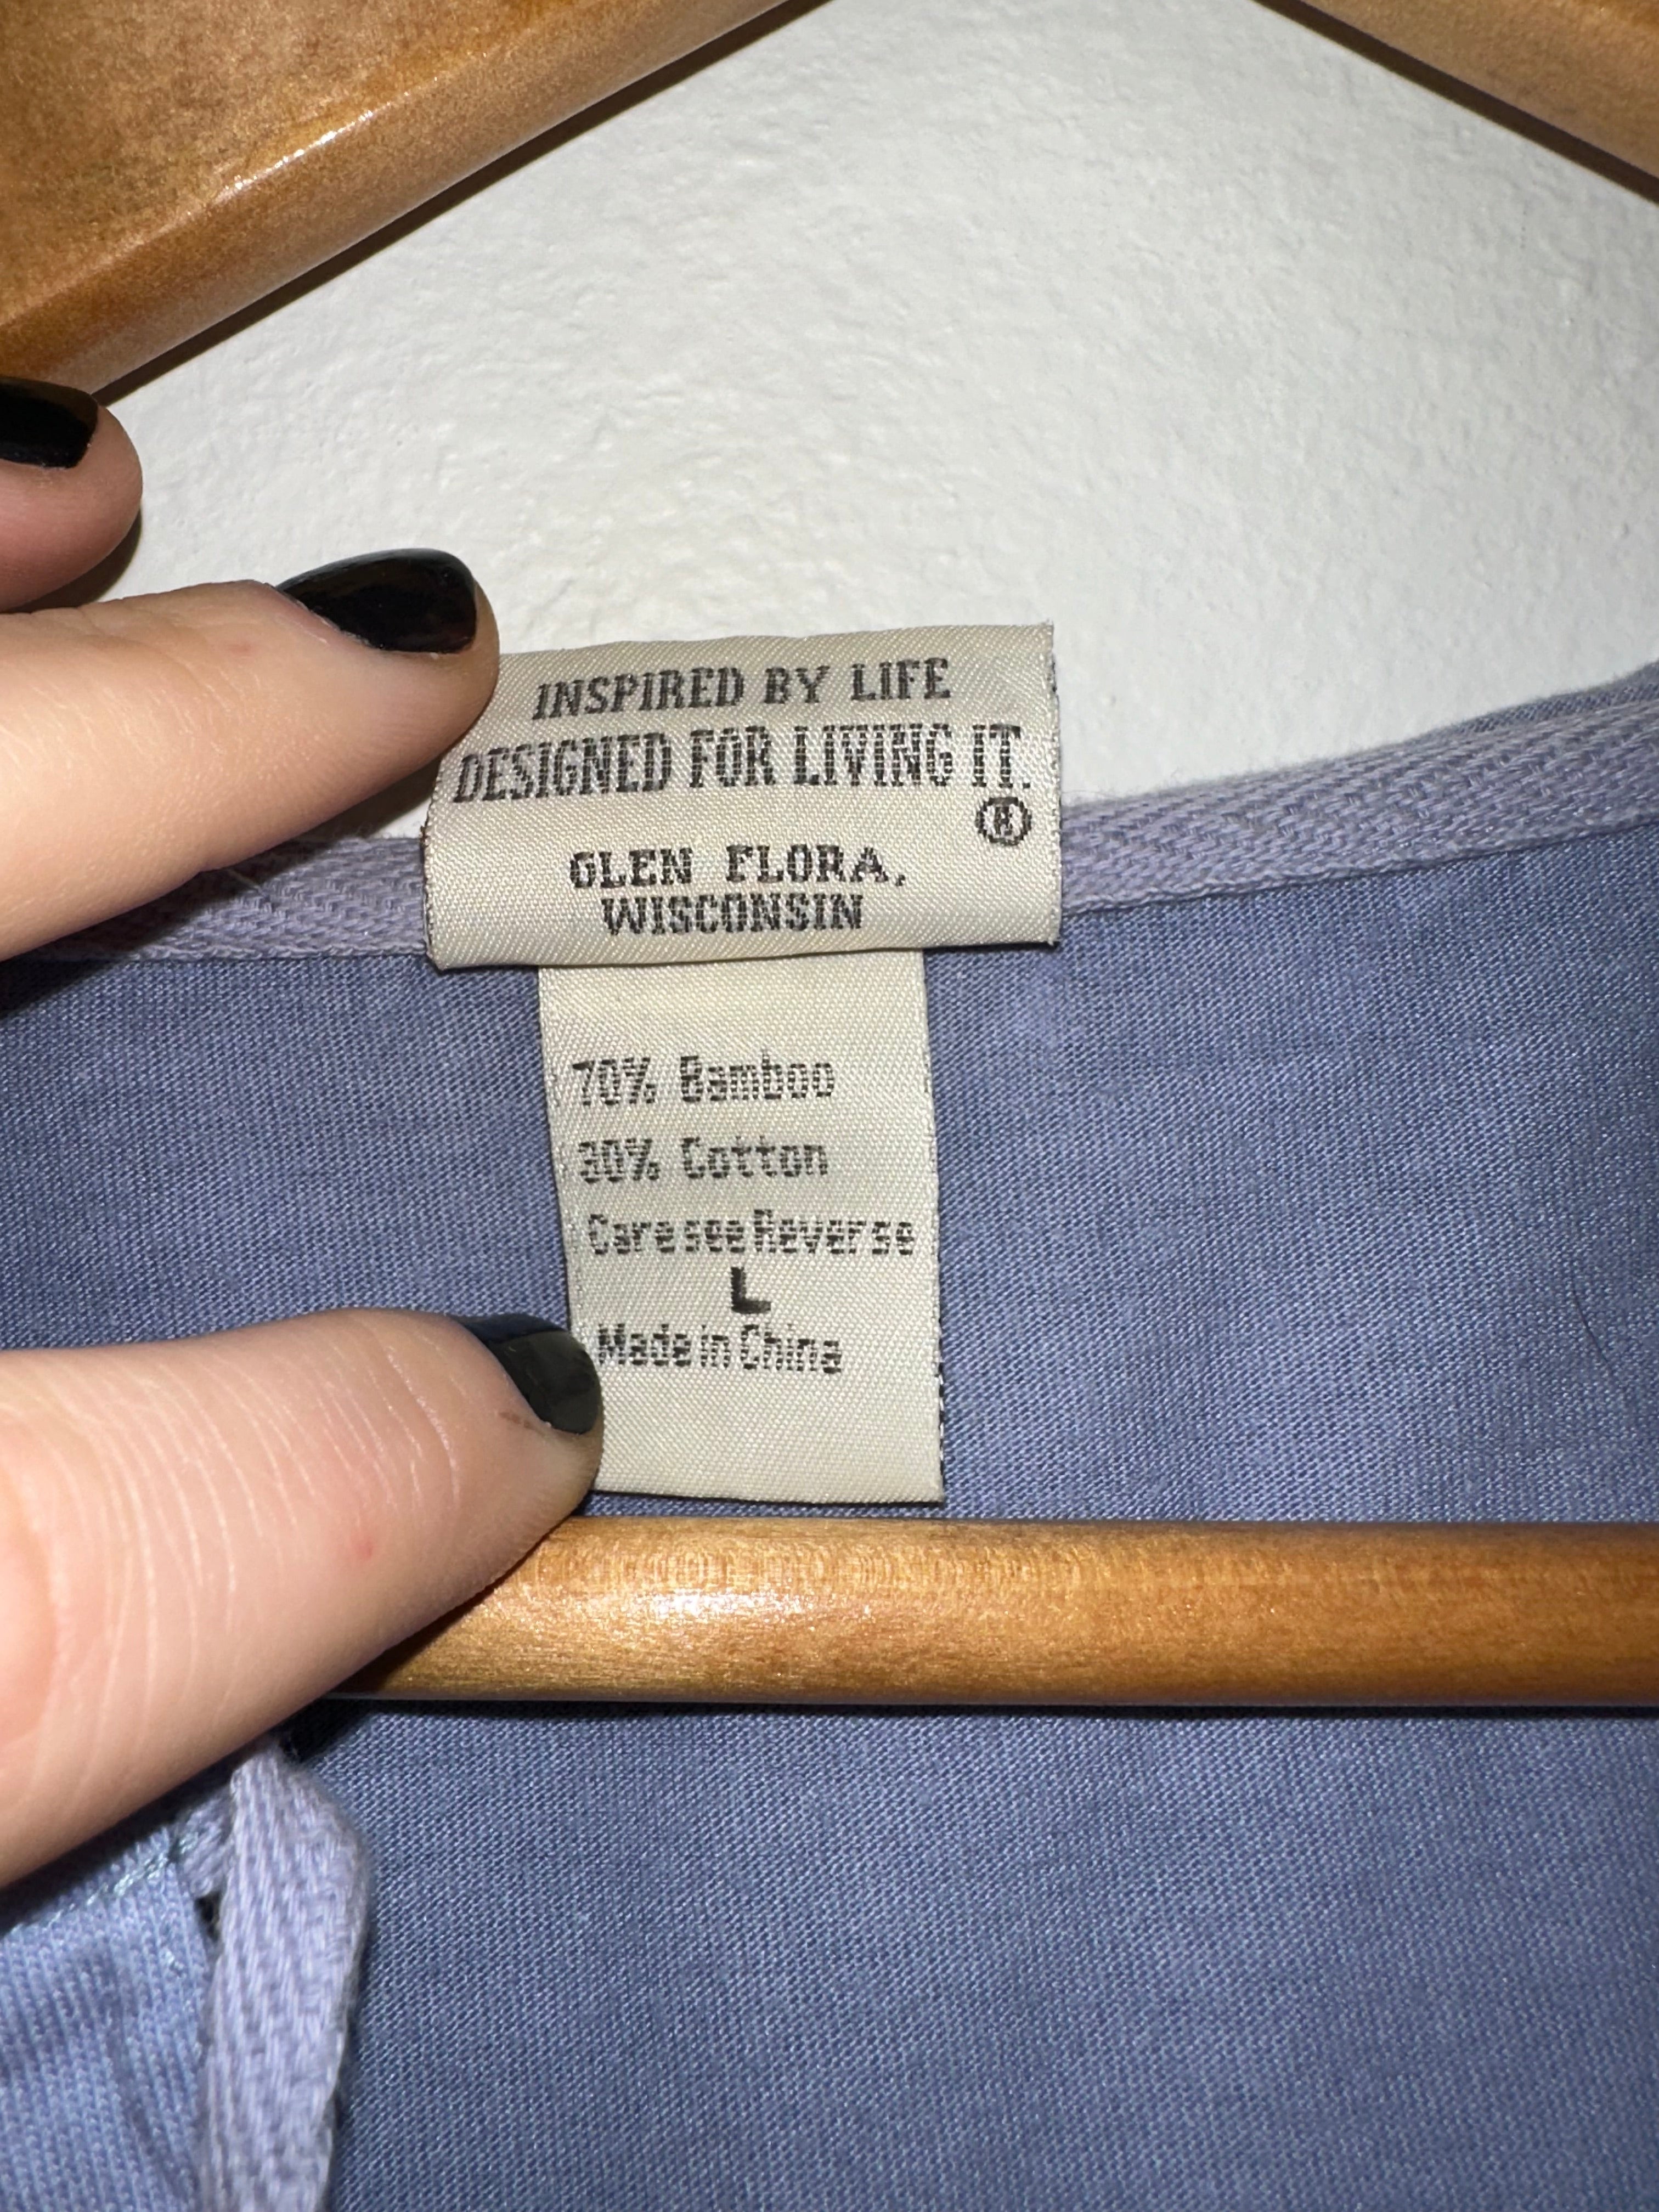 INSPIRED BY LIFE
DESIGNED FOR LIVING IT.
®
GLEN FLORA,
WISCONSIN
70% Bamboo
30% Cotton
Care see Reverse
L
Made in China